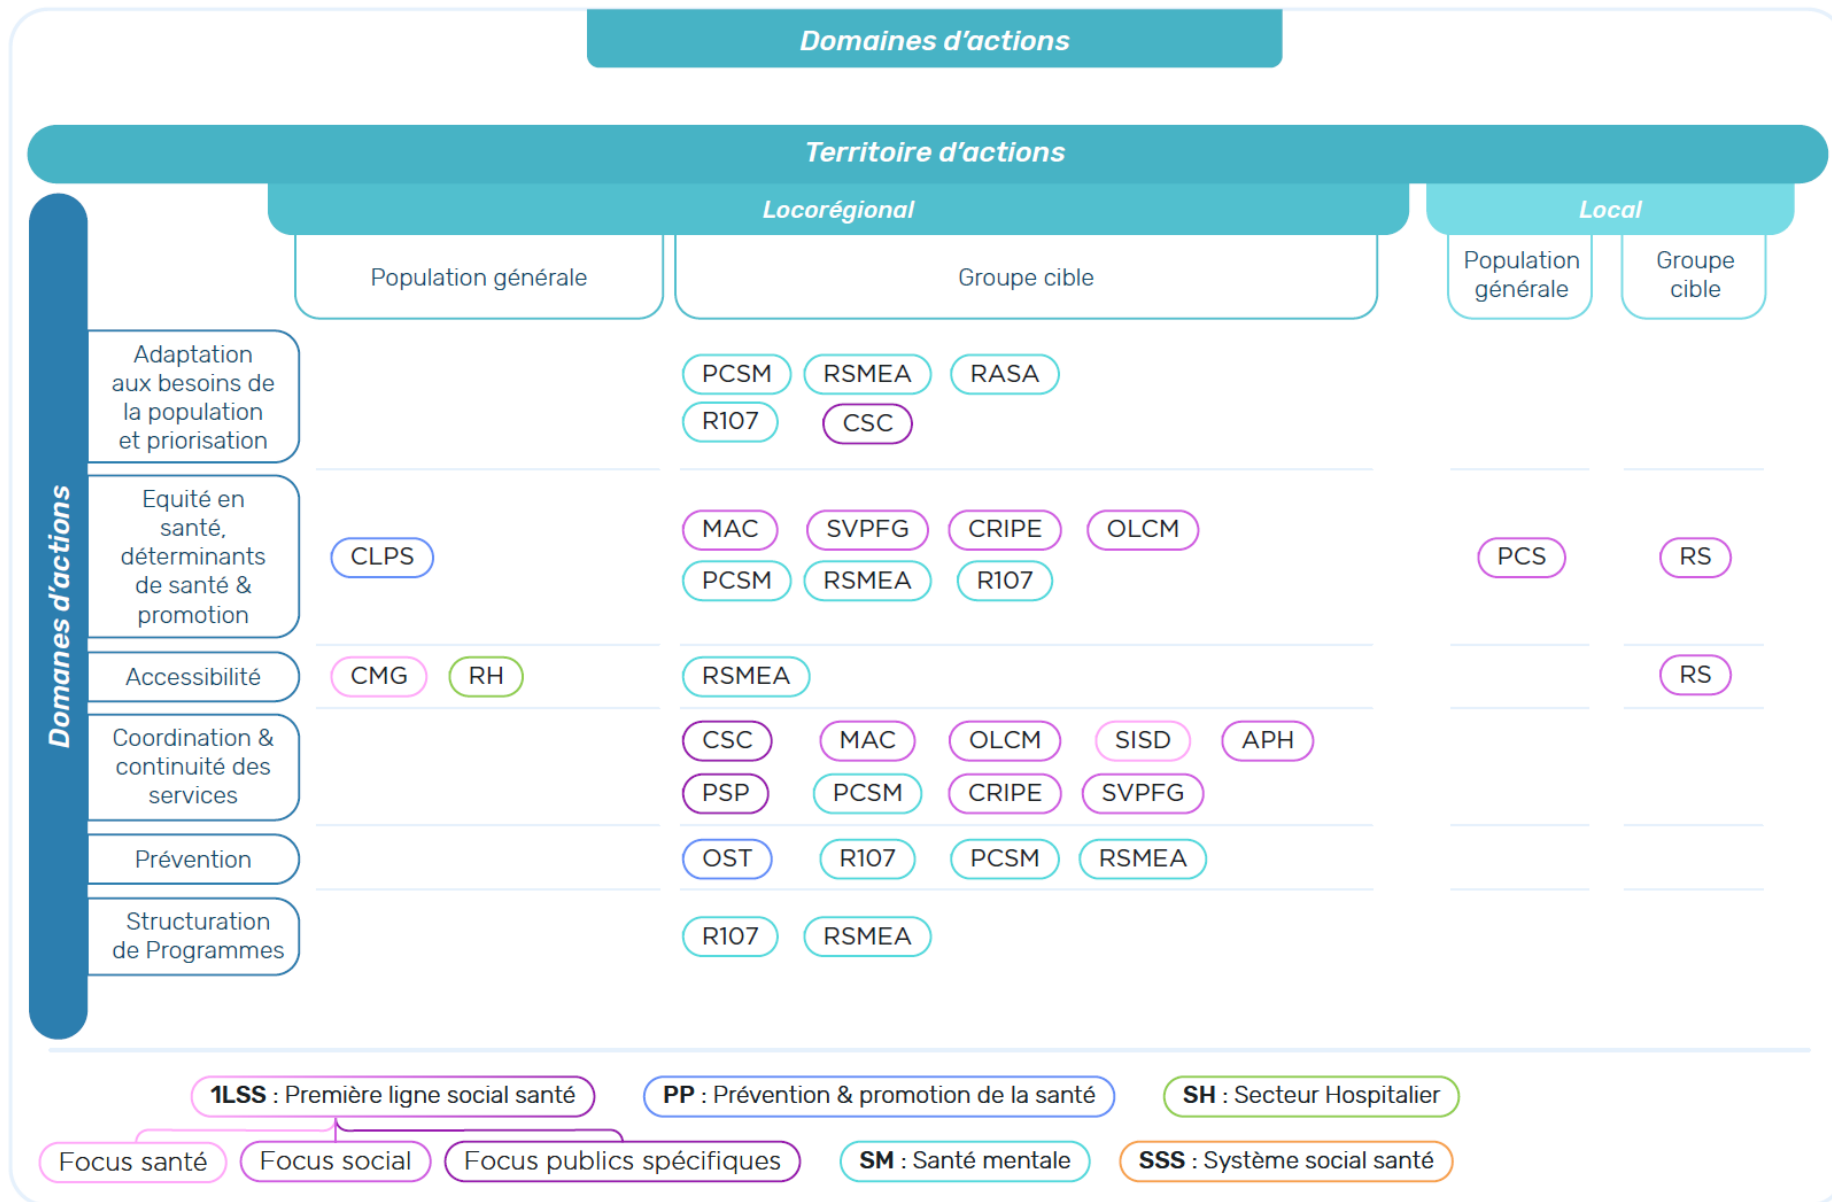 Domaines d'actions
Territoire d'actions
Locorégional
Local
Population générale
Groupe cible
Population
générale
Groupe
cible
Domanes d'actions
Adaptation
aux besoins de
la population
et priorisation
PCSM RSMEA RASA
R107 CSC
Equité en
santé,
déterminants
de santé &
promotion
CLPS
MAC SVPFG CRIPE OLCM
PCSM RSMEA R107
PCS
RS
Accessibilité
CMG RH
RSMEA
RS
Coordination &
continuité des
services
CSC MAC OLCM SISD APH
PSP PCSM CRIPE SVPFG
Prévention
OST R107 PCSM RSMEA
Structuration
de Programmes
R107 RSMEA
1LSS : Première ligne social santé
PP : Prévention & promotion de la santé
SH : Secteur Hospitalier
Focus santé
Focus social
Focus publics spécifiques
SM : Santé mentale
SSS : Système social santé